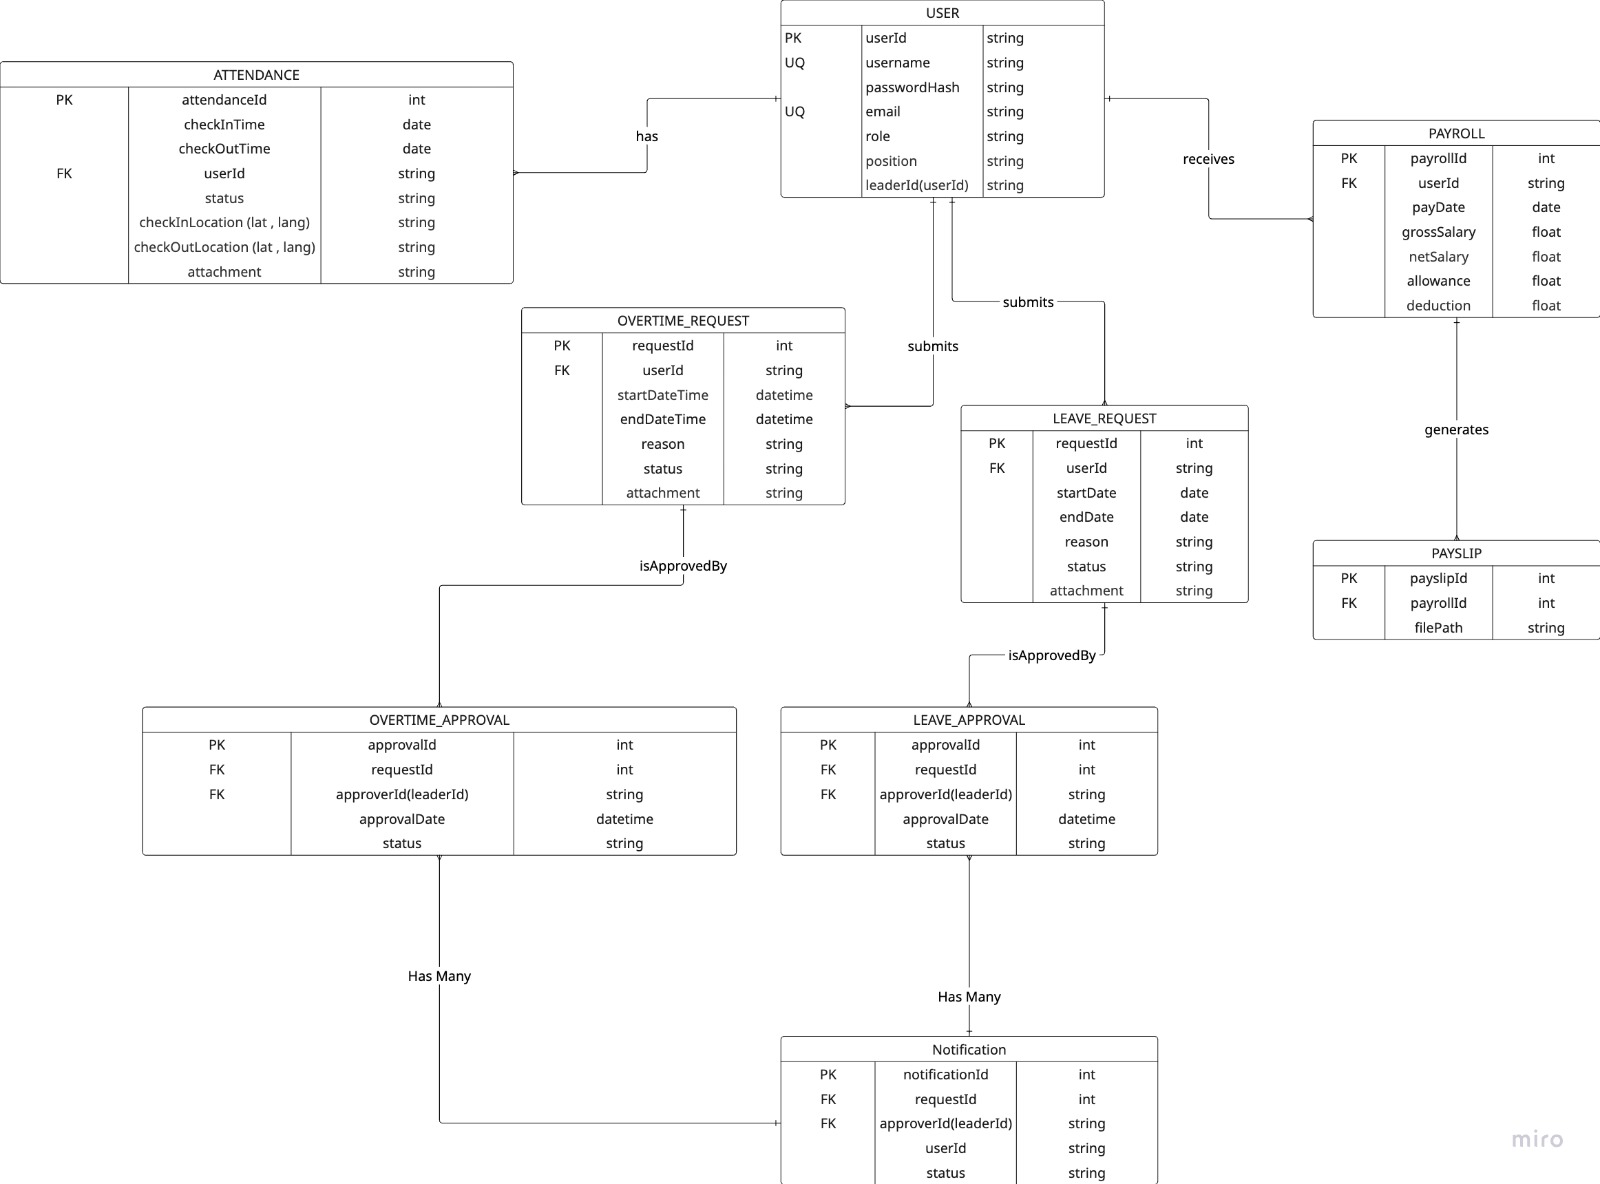 USER
PK userId string
UQ username string
passwordHash string
UQ email string
role string
position string
leaderId(userId) string
ATTENDANCE
PK attendanceId int
checkInTime date
checkOutTime date
FK userId string
status string
checkInLocation (lat , lang) string
checkOutLocation (lat , lang) string
attachment string
has
receives
PAYROLL
PK payrollId int
FK userId string
payDate date
grossSalary float
netSalary float
allowance float
deduction float
submits
submits
OVERTIME_REQUEST
PK requestId int
FK userId string
startDateTime datetime
endDateTime datetime
reason string
status string
attachment string
LEAVE_REQUEST
PK requestId int
FK userId string
startDate date
endDate date
reason string
status string
attachment string
generates
PAYSLIP
PK payslipId int
FK payrollId int
filePath string
isApprovedBy
isApprovedBy
OVERTIME_APPROVAL
PK approvalId int
FK requestId int
FK approverId(leaderId) string
approvalDate datetime
status string
LEAVE_APPROVAL
PK approvalId int
FK requestId int
FK approverId(leaderId) string
approvalDate datetime
status string
Has Many
Has Many
Notification
PK notificationId int
FK requestId int
FK approverId(leaderId) string
userId string
status string
miro